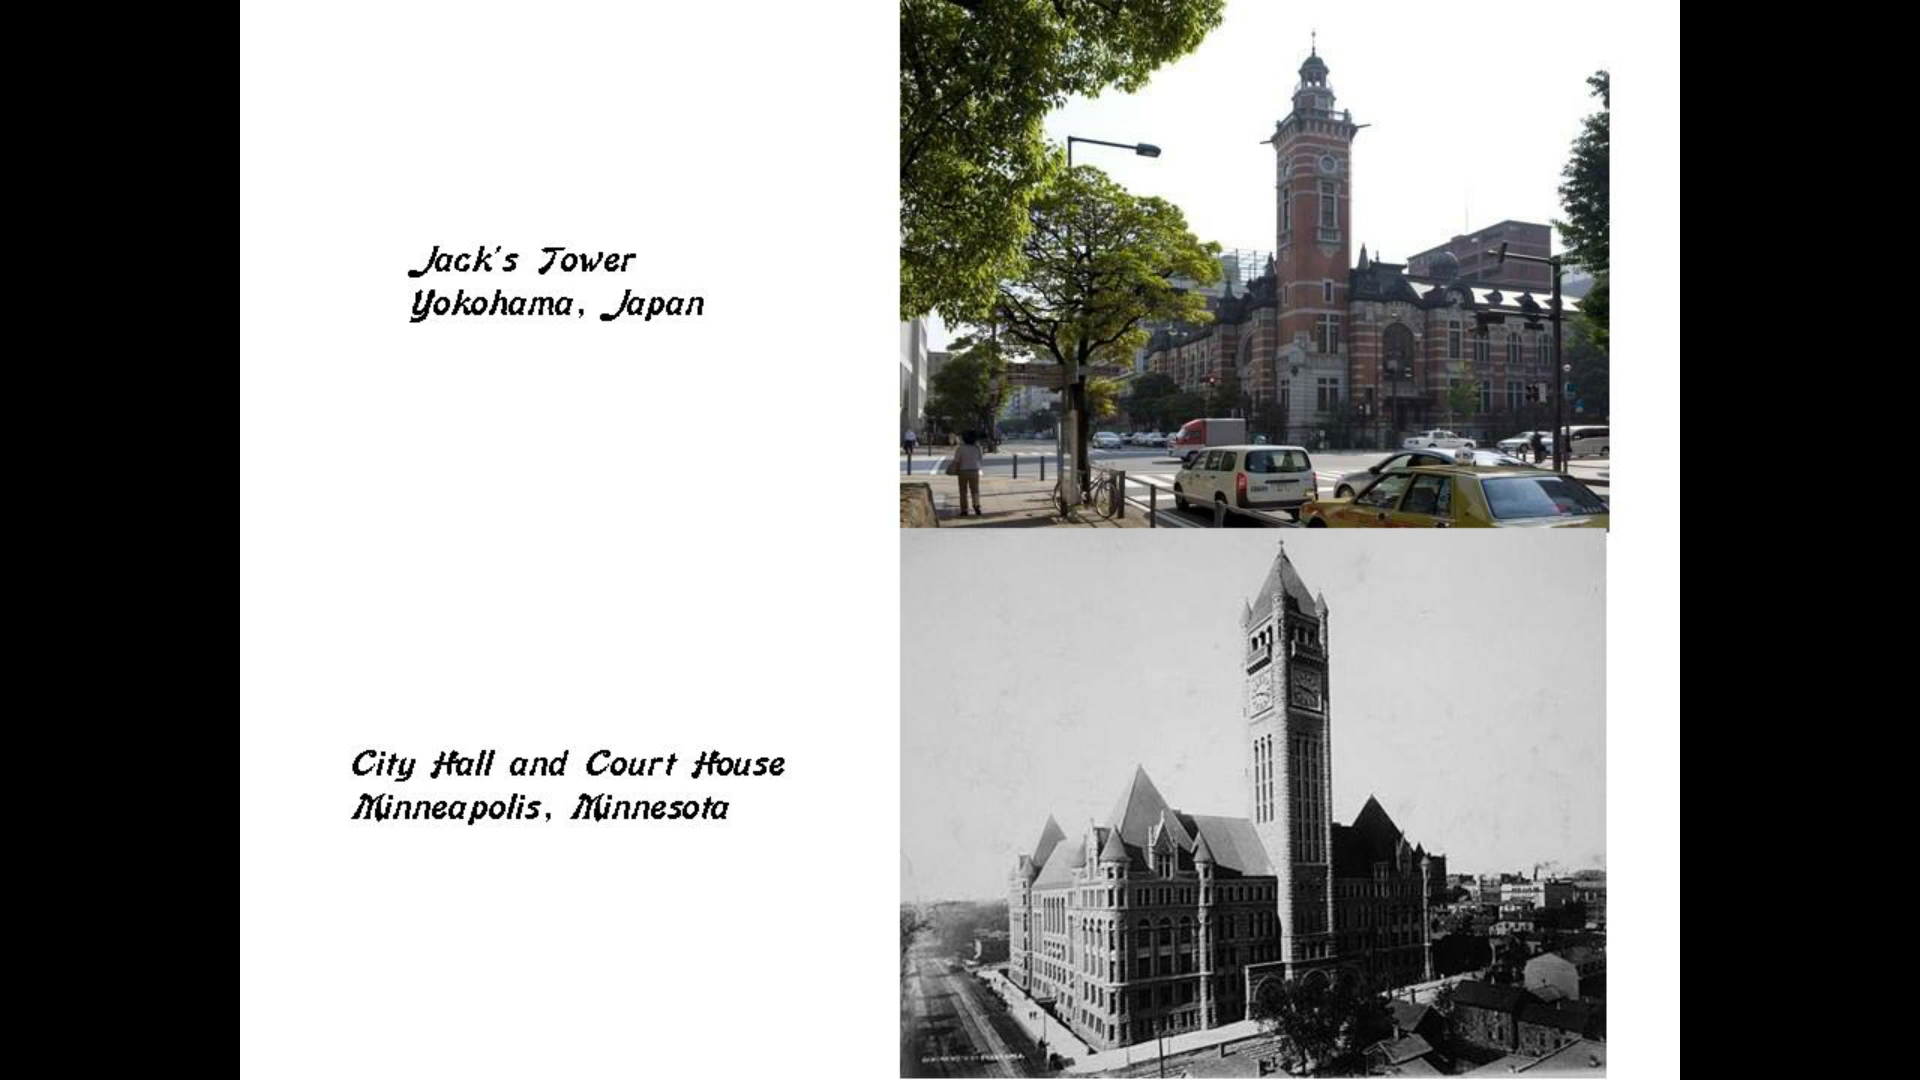 Jack's Tower
Yokohama, Japan
City Hall and Court House
Minneapolis, Minnesota